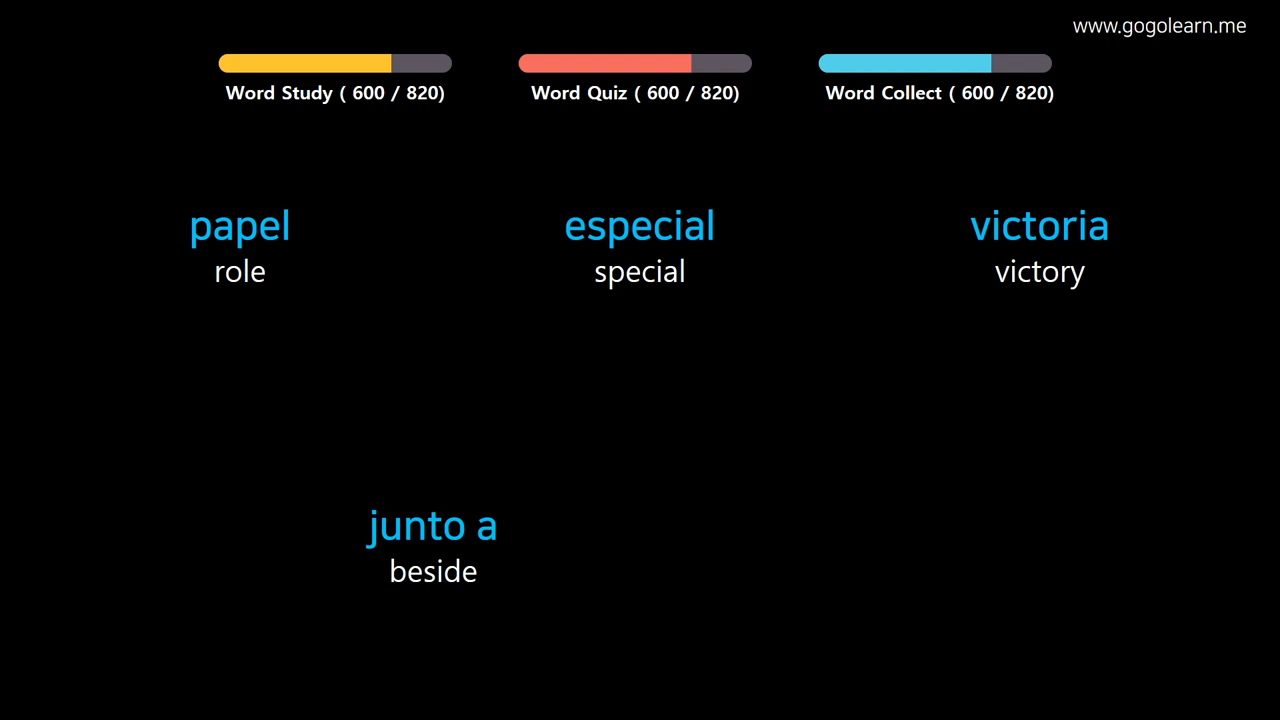 www.gogolearn.me
Word Study ( 600 / 820)
Word Quiz ( 600 / 820)
Word Collect ( 600 / 820)
papel
role
especial
special
victoria
victory
junto a
beside